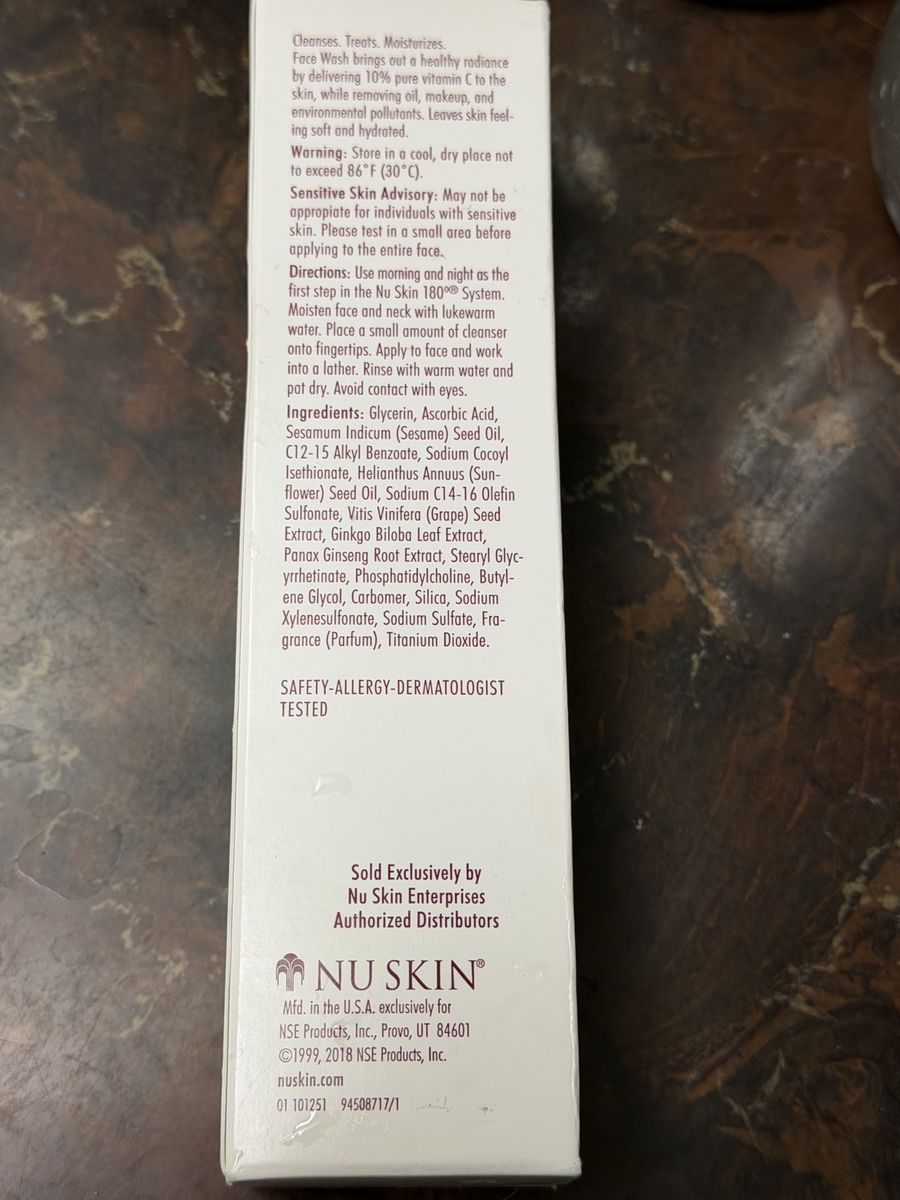 Cleanses. Treats. Moisturizes.
Face Wash brings out a healthy radiance
by delivering 10% pure vitamin C to the
skin, while removing oil, makeup, and
environmental pollutants. Leaves skin feel-
ing soft and hydrated.
Warning: Store in a cool, dry place not
to exceed 86°F (30°C).
Sensitive Skin Advisory: May not be
appropiate for individuals with sensitive
skin. Please test in a small area before
applying to the entire face.
Directions: Use morning and night as the
first step in the Nu Skin 180°® System.
Moisten face and neck with lukewarm
water. Place a small amount of cleanser
onto fingertips. Apply to face and work
into a lather. Rinse with warm water and
pat dry. Avoid contact with eyes.
Ingredients: Glycerin, Ascorbic Acid,
Sesamum Indicum (Sesame) Seed Oil,
C12-15 Alkyl Benzoate, Sodium Cocoyl
Isethionate, Helianthus Annuus (Sun-
flower) Seed Oil, Sodium C14-16 Olefin
Sulfonate, Vitis Vinifera (Grape) Seed
Extract, Ginkgo Biloba Leaf Extract,
Panax Ginseng Root Extract, Stearyl Glyc-
yrrhetinate, Phosphatidylcholine, Butyl-
ene Glycol, Carbomer, Silica, Sodium
Xylenesulfonate, Sodium Sulfate, Fra-
grance (Parfum), Titanium Dioxide.
SAFETY-ALLERGY-DERMATOLOGIST
TESTED
Sold Exclusively by
Nu Skin Enterprises
Authorized Distributors
NU SKIN®
Mfd. in the U.S.A. exclusively for
NSE Products, Inc., Provo, UT 84601
©1999, 2018 NSE Products, Inc.
nuskin.com
01 101251 94508717/1